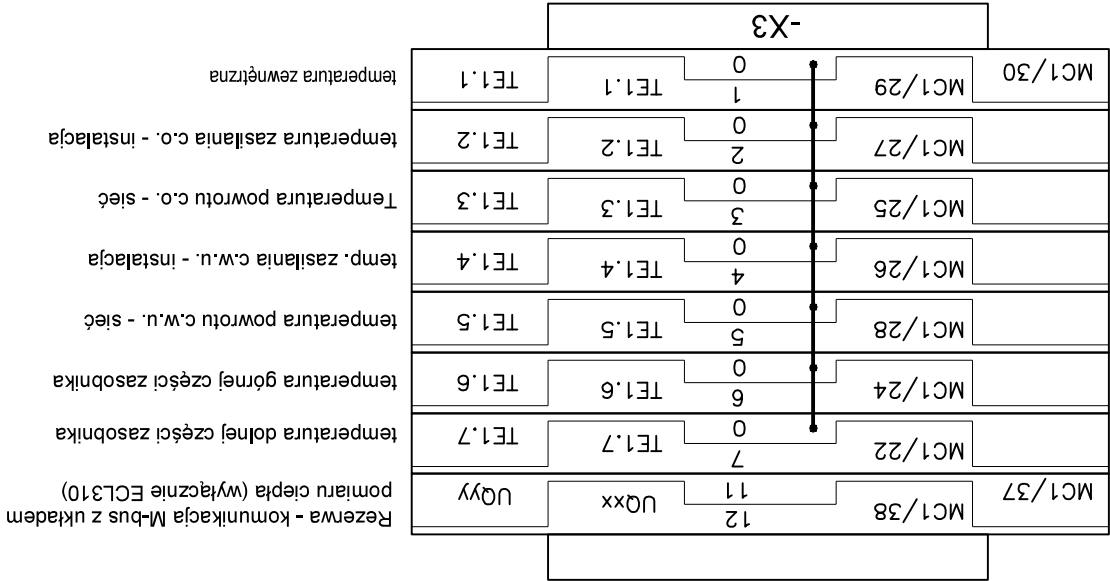 Rezerwa - komunikacja M-bus z układem
pomiaru ciepła (wyłącznie ECL310)
MC1/37 MC1/38 12 11 UQxx UQyy
MC1/22 7 0 TE1.7 TE1.7 temperatura dolnej części zasobnika
MC1/24 6 0 TE1.6 TE1.6 temperatura górnej części zasobnika
MC1/28 5 0 TE1.5 TE1.5 temperatura powrotu c.w.u. - sieć
MC1/26 4 0 TE1.4 TE1.4 temp. zasilania c.w.u. - instalacja
MC1/25 3 0 TE1.3 TE1.3 Temperatura powrotu c.o. - sieć
MC1/27 2 0 TE1.2 TE1.2 temperatura zasilania c.o. - instalacja
MC1/30 MC1/29 1 0 TE1.1 TE1.1 temperatura zewnętrzna
-X3